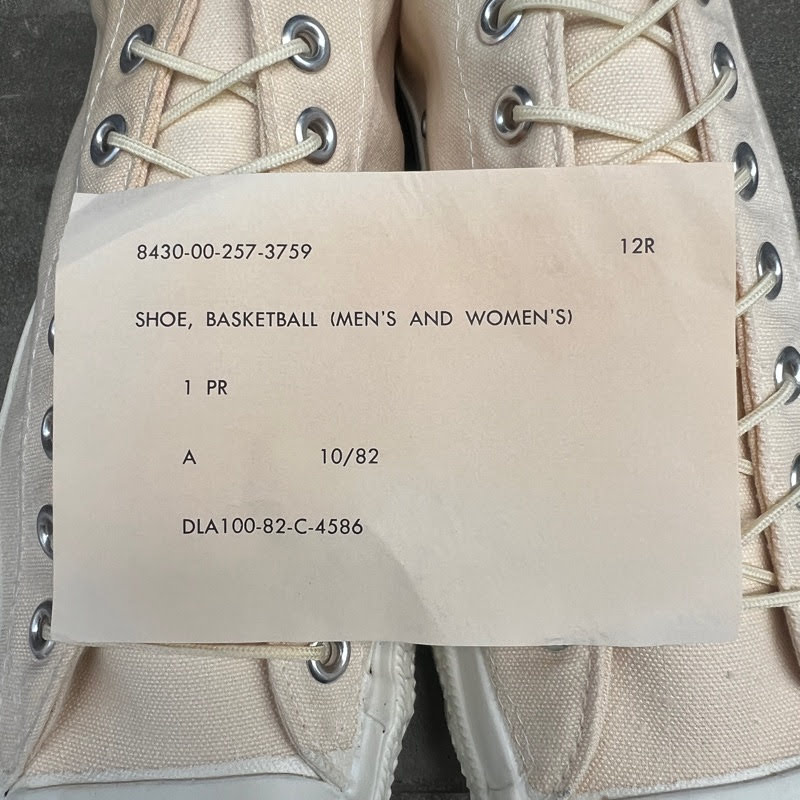 8430-00-257-3759 12R
SHOE, BASKETBALL (MEN'S AND WOMEN'S)
1 PR
A 10/82
DLA100-82-C-4586